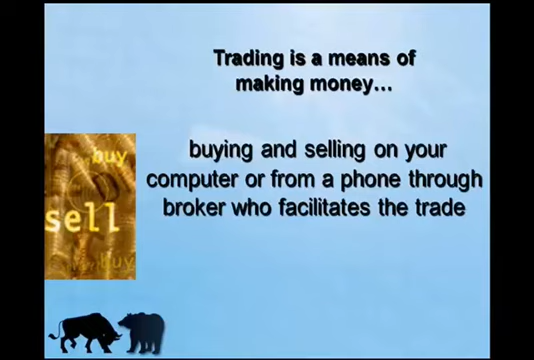 Trading is a means of
making money...
buying and selling on your
computer or from a phone through
broker who facilitates the trade
buy
sell
buy